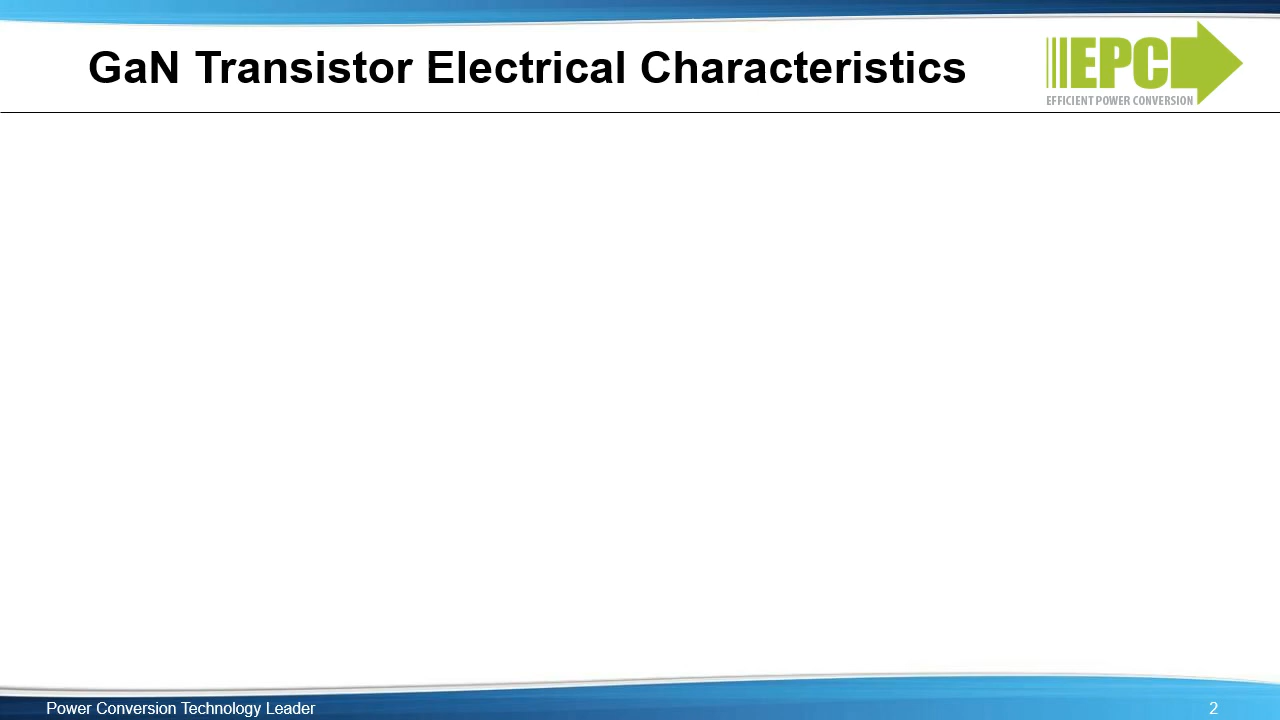 GaN Transistor Electrical Characteristics
EPC
EFFICIENT POWER CONVERSION
Power Conversion Technology Leader
2